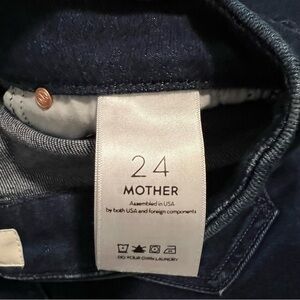 24
MOTHER
Assembled in USA
by both USA and foreign components
DO YOUR OWN LAUNDRY